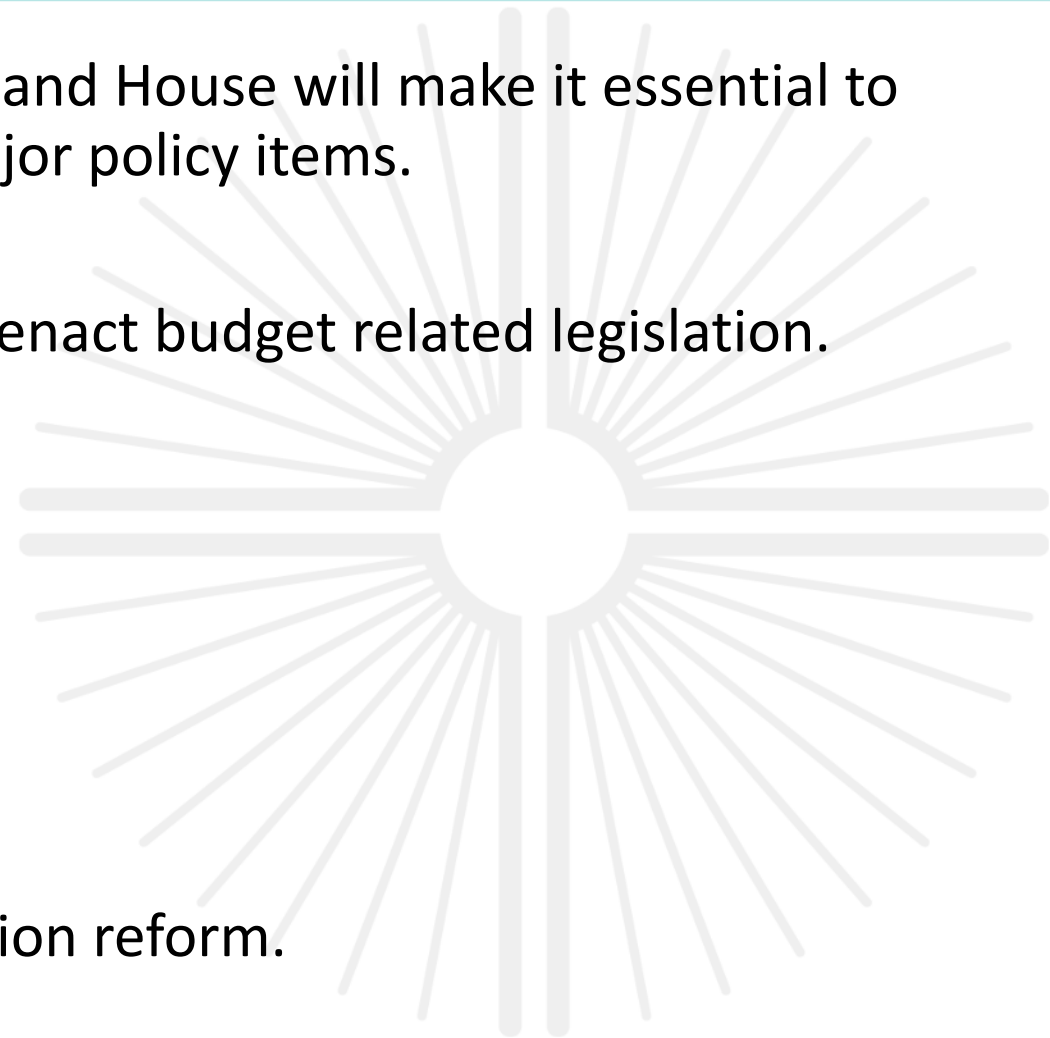 and House will make it essential to
jor policy items.
enact budget related legislation.
ion reform.